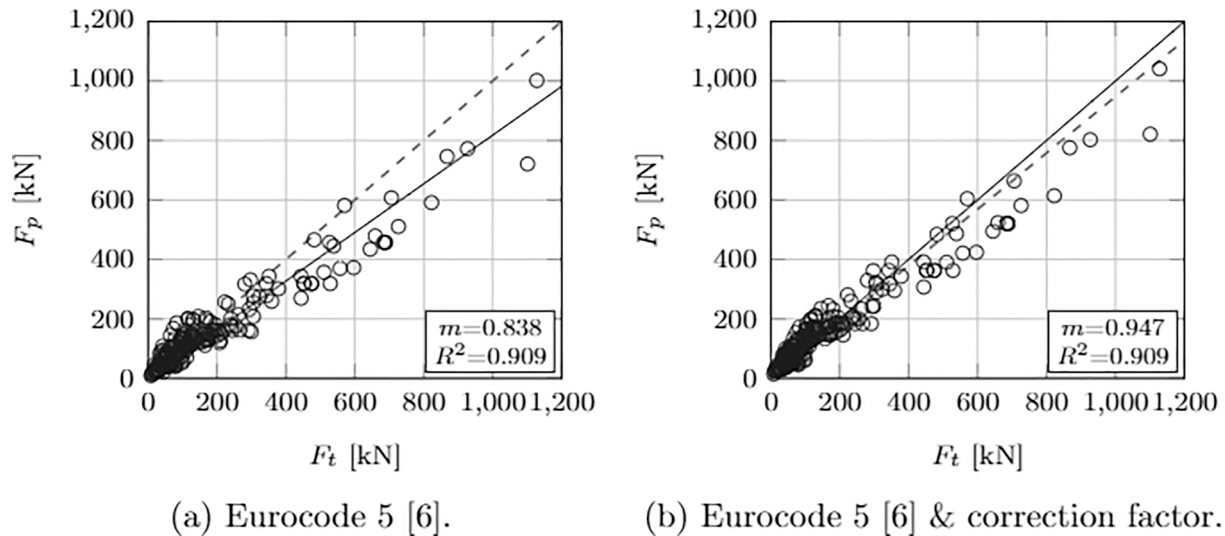 1,200
1,000
800
600
400
200
0
F_p [kN]
m=0.838
R²=0.909
0 200 400 600 800 1,000 1,200
F_t [kN]
(a) Eurocode 5 [6].
1,200
1,000
800
600
400
200
0
F_p [kN]
m=0.947
R²=0.909
0 200 400 600 800 1,000 1,200
F_t [kN]
(b) Eurocode 5 [6] & correction factor.